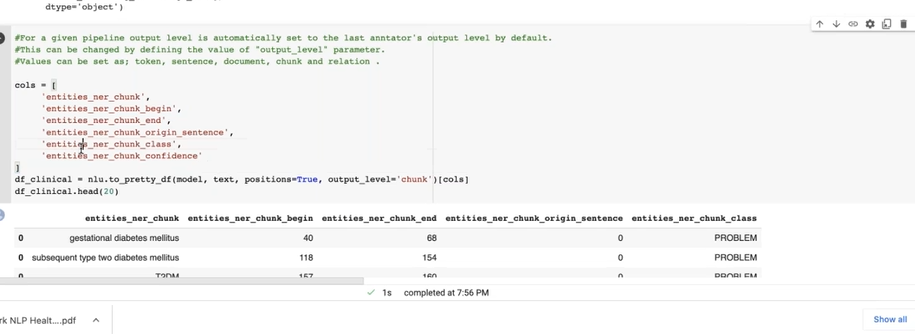 dtype='object')
#For a given pipeline output level is automatically set to the last anntator's output level by default.
#This can be changed by defining the value of "output_level" parameter.
#Values can be set as; token, sentence, document, chunk and relation .
cols = [
'entities_ner_chunk',
'entities_ner_chunk_begin',
'entities_ner_chunk_end',
'entities_ner_chunk_origin_sentence',
'entities_ner_chunk_class',
'entities_ner_chunk_confidence'
]
df_clinical = nlu.to_pretty_df(model, text, positions=True, output_level='chunk')[cols]
df_clinical.head(20)
entities_ner_chunk entities_ner_chunk_begin entities_ner_chunk_end entities_ner_chunk_origin_sentence entities_ner_chunk_class
0 gestational diabetes mellitus 40 68 0 PROBLEM
0 subsequent type two diabetes mellitus 118 154 0 PROBLEM
0 T2DM 157 160 0 PROBLEM
1s completed at 7:56 PM
rk NLP Healt....pdf
Show all